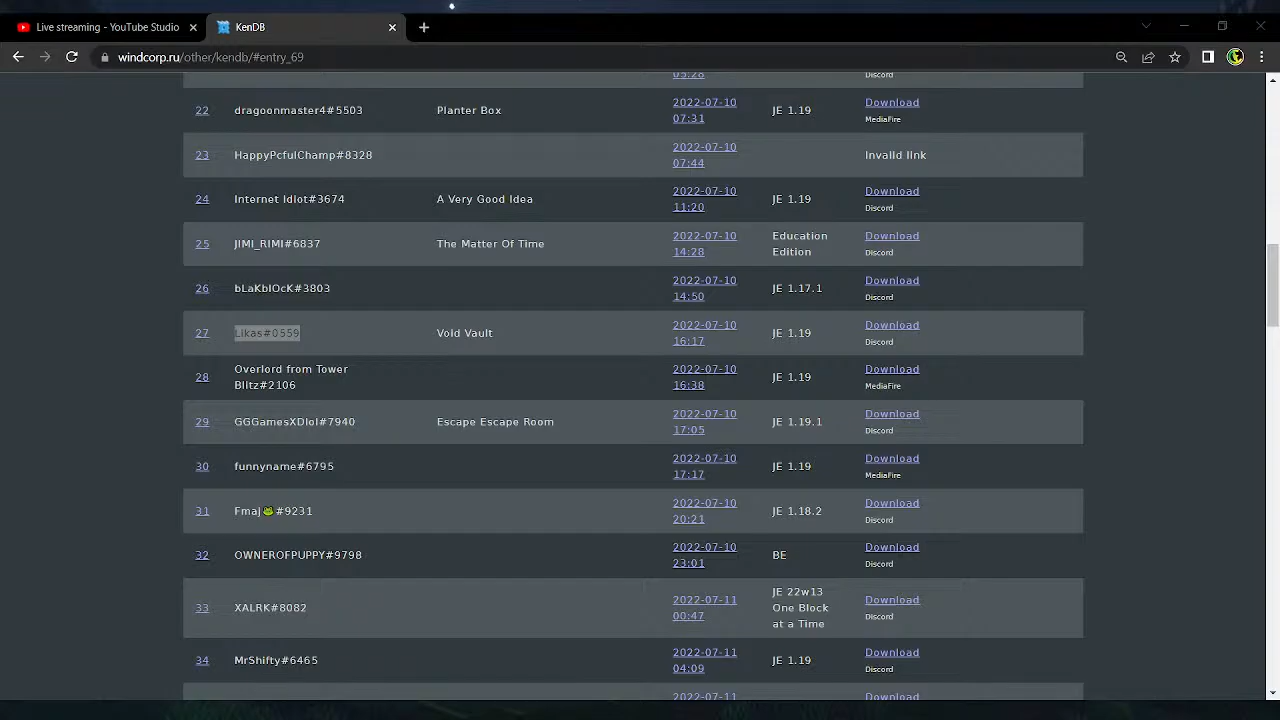 Live streaming - YouTube Studio
KenDB
windcorp.ru/other/kendb/#entry_69
05:28
Discord
22 dragoonmaster4#5503 Planter Box 2022-07-10 07:31 JE 1.19 Download MediaFire
23 HappyPcfulChamp#8328 2022-07-10 07:44 Invalid link
24 Internet Idiot#3674 A Very Good Idea 2022-07-10 11:20 JE 1.19 Download Discord
25 JIMI_RIMI#6837 The Matter Of Time 2022-07-10 14:28 Education Edition Download Discord
26 bLaKblOcK#3803 2022-07-10 14:50 JE 1.17.1 Download Discord
27 Likas#0559 Void Vault 2022-07-10 16:17 JE 1.19 Download Discord
28 Overlord from Tower Blitz#2106 2022-07-10 16:38 JE 1.19 Download MediaFire
29 GGGamesXDlol#7940 Escape Escape Room 2022-07-10 17:05 JE 1.19.1 Download Discord
30 funnyname#6795 2022-07-10 17:17 JE 1.19 Download MediaFire
31 Fmaj🐸#9231 2022-07-10 20:21 JE 1.18.2 Download Discord
32 OWNEROFPUPPY#9798 2022-07-10 23:01 BE Download Discord
33 XALRK#8082 2022-07-11 00:47 JE 22w13 One Block at a Time Download Discord
34 MrShifty#6465 2022-07-11 04:09 JE 1.19 Download Discord
2022-07-11 Download